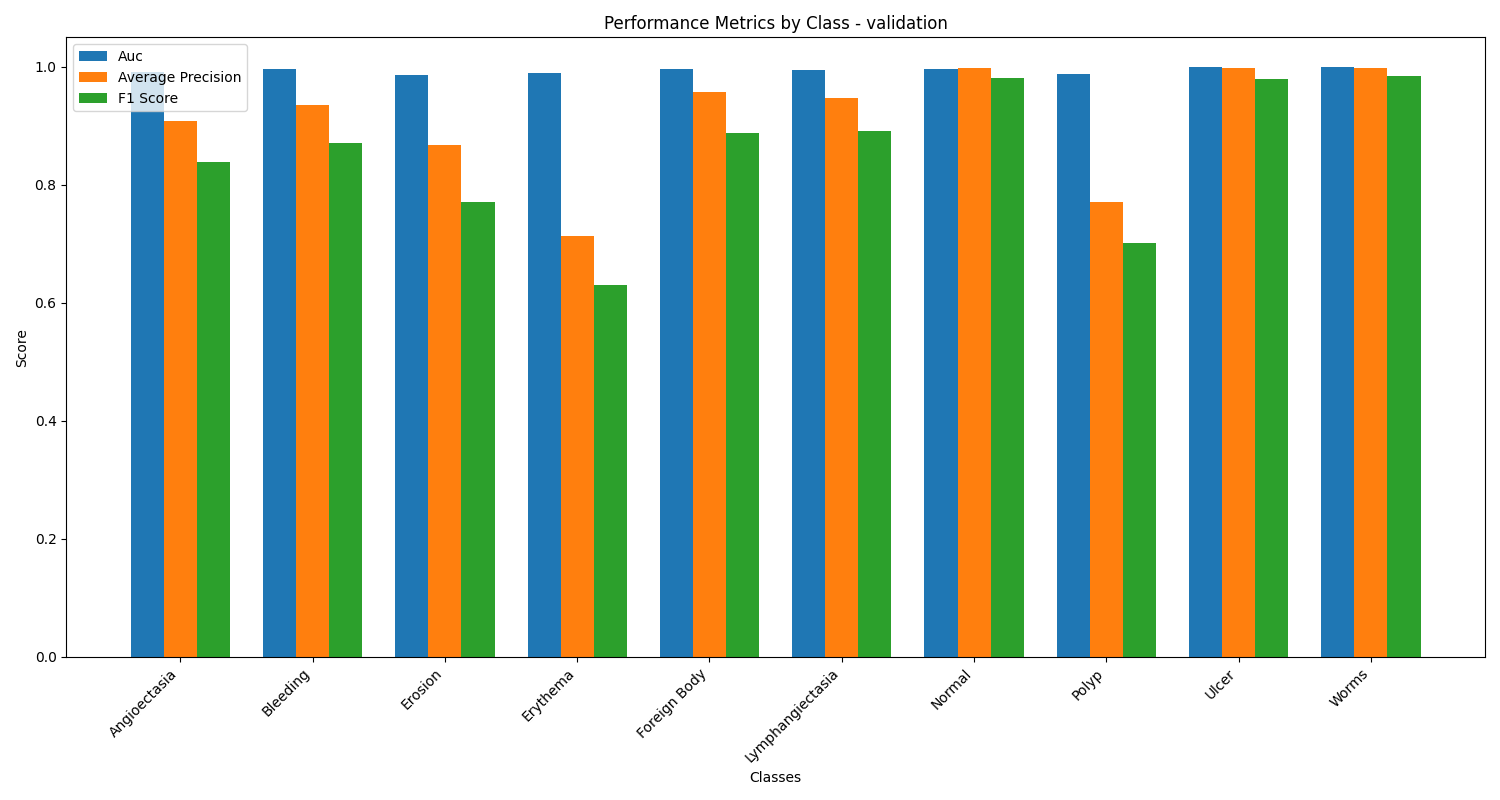 Performance Metrics by Class - validation
Auc
Average Precision
F1 Score
1.0
0.8
0.6
0.4
0.2
0.0
Score
Angioectasia
Bleeding
Erosion
Erythema
Foreign Body
Lymphangiectasia
Normal
Polyp
Ulcer
Worms
Classes